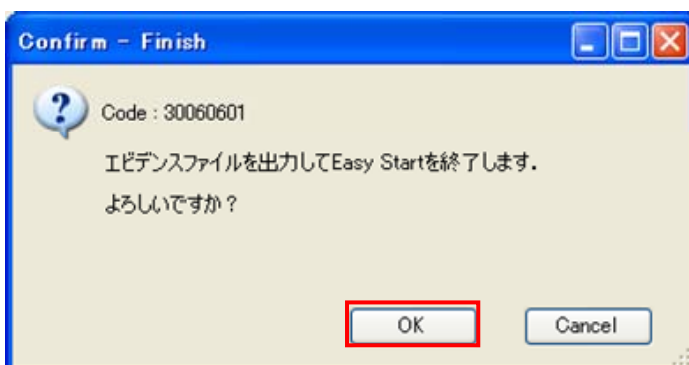 Confirm - Finish
Code : 30060601
エビデンスファイルを出力してEasy Startを終了します.
よろしいですか？
OK
Cancel